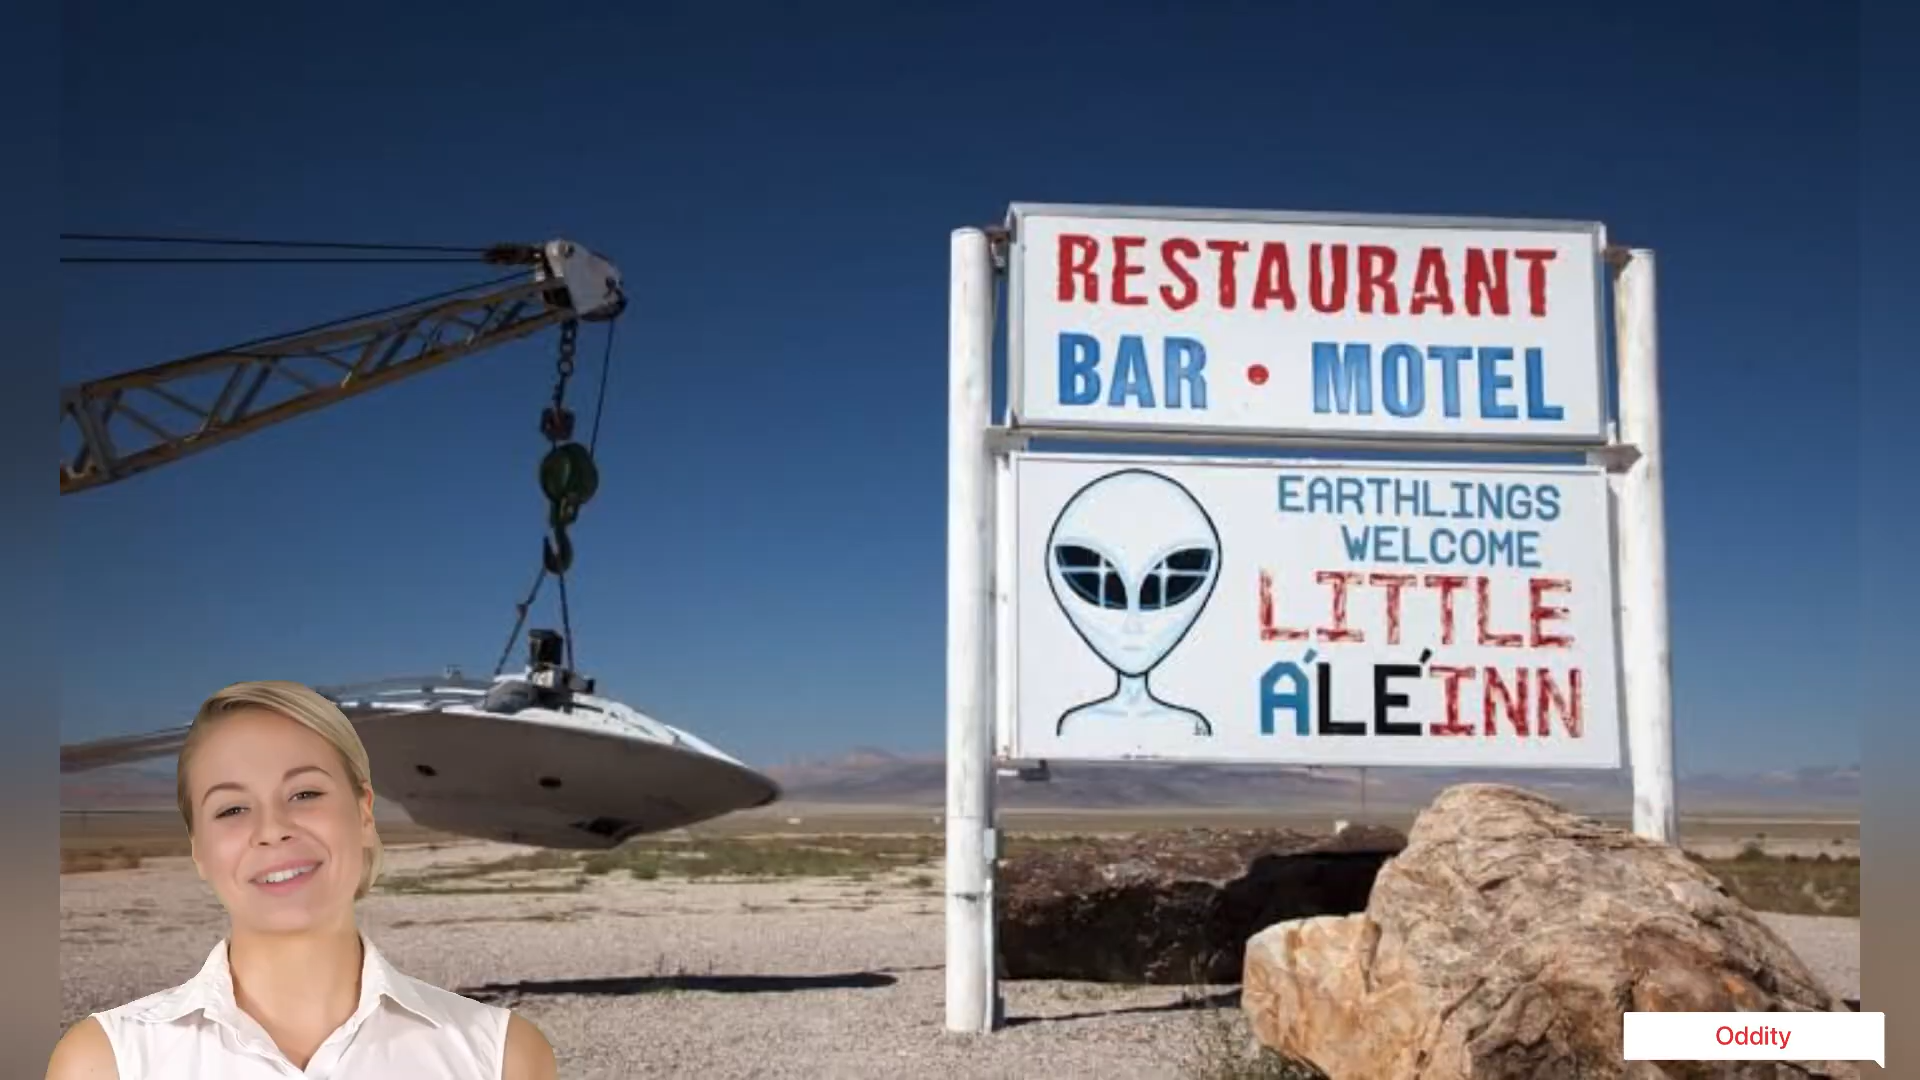 RESTAURANT
BAR • MOTEL
EARTHLINGS
WELCOME
LITTLE
A'LE'INN
Oddity